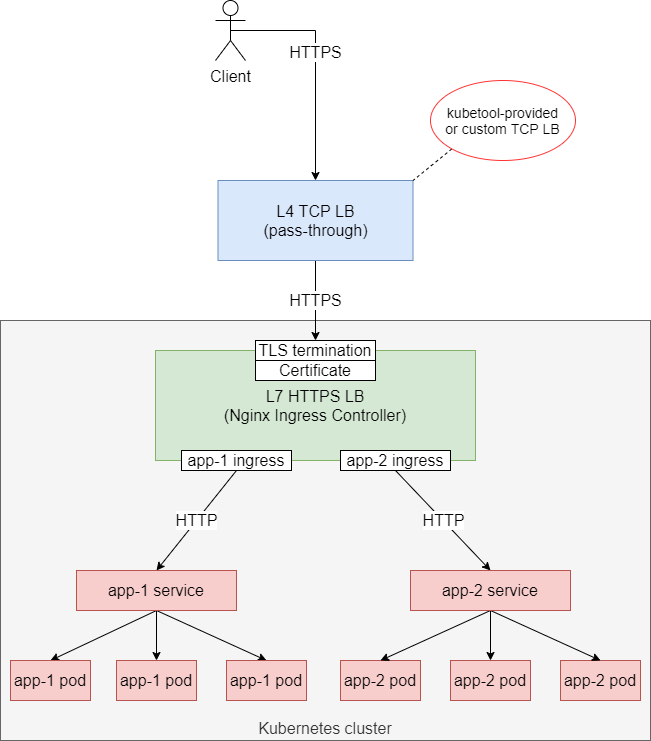 HTTPS
Client
kubetool-provided
or custom TCP LB
L4 TCP LB
(pass-through)
HTTPS
TLS termination
Certificate
L7 HTTPS LB
(Nginx Ingress Controller)
app-1 ingress
app-2 ingress
HTTP
HTTP
app-1 service
app-2 service
app-1 pod
app-1 pod
app-1 pod
app-2 pod
app-2 pod
app-2 pod
Kubernetes cluster